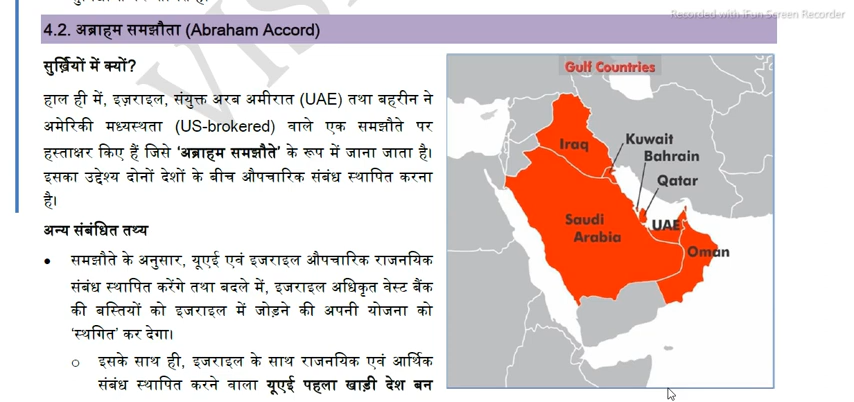 Recorded with iFun Screen Recorder
4.2. अब्राहम समझौता (Abraham Accord)
सुर्ख़ियों में क्यों?
हाल ही में, इज़राइल, संयुक्त अरब अमीरात (UAE) तथा बहरीन ने
अमेरिकी मध्यस्थता (US-brokered) वाले एक समझौते पर
हस्ताक्षर किए हैं जिसे ‘अब्राहम समझौते’ के रूप में जाना जाता है।
इसका उद्देश्य दोनों देशों के बीच औपचारिक संबंध स्थापित करना
है।
अन्य संबंधित तथ्य
• समझौते के अनुसार, यूएई एवं इजराइल औपचारिक राजनयिक
संबंध स्थापित करेंगे तथा बदले में, इजराइल अधिकृत वेस्ट बैंक
की बस्तियों को इजराइल में जोड़ने की अपनी योजना को
‘स्थगित’ कर देगा।
o इसके साथ ही, इजराइल के साथ राजनयिक एवं आर्थिक
संबंध स्थापित करने वाला यूएई पहला खाड़ी देश बन
Gulf Countries
Iraq
Kuwait
Bahrain
Qatar
Saudi
Arabia
UAE
Oman